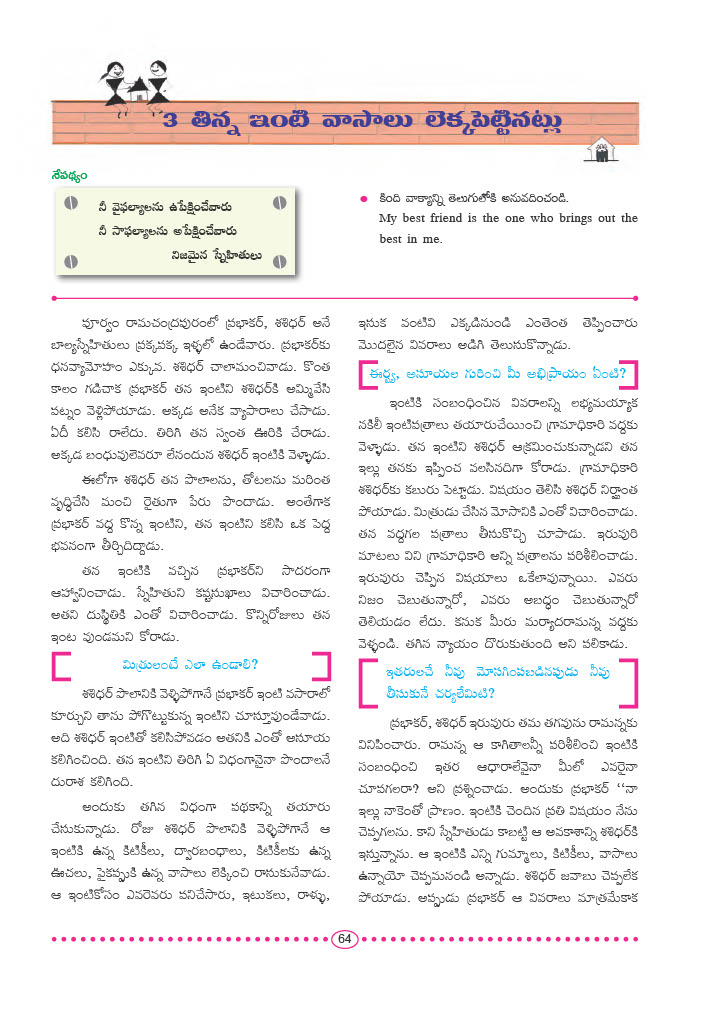 3 తిన్న ఇంటి వాసాలు లెక్కపెట్టినట్లు
నేపథ్యం
నీ వైఫల్యాలను ఉపేక్షించేవారు
నీ సాఫల్యాలను అపేక్షించేవారు
నిజమైన స్నేహితులు
● కింది వాక్యాన్ని తెలుగులోకి అనువదించండి.
My best friend is the one who brings out the
best in me.
పూర్వం రామచంద్రపురంలో ప్రభాకర్, శశిధర్ అనే
బాల్యస్నేహితులు ప్రక్కపక్క ఇళ్ళలో ఉండేవారు. ప్రభాకర్‌కు
ధనవ్యామోహం ఎక్కువ. శశిధర్ చాలామంచివాడు. కొంత
కాలం గడిచాక ప్రభాకర్ తన ఇంటిని శశిధర్‌కి అమ్మివేసి
పట్నం వెళ్లిపోయాడు. అక్కడ అనేక వ్యాపారాలు చేసాడు.
ఏదీ కలిసి రాలేదు. తిరిగి తన స్వంత ఊరికి చేరాడు.
అక్కడ బంధువులెవరూ లేనందున శశిధర్ ఇంటికి వెళ్ళాడు.
ఈలోగా శశిధర్ తన పొలాలను, తోటలను మరింత
వృద్ధిచేసి మంచి రైతుగా పేరు పొందాడు. అంతేగాక
ప్రభాకర్ వద్ద కొన్న ఇంటిని, తన ఇంటిని కలిసి ఒక పెద్ద
భవనంగా తీర్చిదిద్దాడు.
తన ఇంటికి వచ్చిన ప్రభాకర్‌ని సాదరంగా
ఆహ్వానించాడు. స్నేహితుని కష్టసుఖాలు విచారించాడు.
అతని దుస్థితికి ఎంతో విచారించాడు. కొన్నిరోజులు తన
ఇంట వుండమని కోరాడు.
మిత్రులంటే ఎలా ఉండాలి?
శశిధర్ పొలానికి వెళ్ళిపోగానే ప్రభాకర్ ఇంటి వసారాలో
కూర్చుని తాను పోగొట్టుకున్న ఇంటిని చూస్తూవుండేవాడు.
అది శశిధర్ ఇంటితో కలిసిపోవడం అతనికి ఎంతో అసూయ
కలిగించింది. తన ఇంటిని తిరిగి ఏ విధంగానైనా పొందాలనే
దురాశ కలిగింది.
అందుకు తగిన విధంగా పథకాన్ని తయారు
చేసుకున్నాడు. రోజు శశిధర్ పొలానికి వెళ్ళిపోగానే ఆ
ఇంటికి ఉన్న కిటికీలు, ద్వారబంధాలు, కిటికీలకు ఉన్న
ఊచలు, పైకప్పుకి ఉన్న వాసాలు లెక్కించి రాసుకునేవాడు.
ఆ ఇంటికోసం ఎవరెవరు పనిచేసారు, ఇటుకలు, రాళ్ళు,
ఇసుక వంటివి ఎక్కడినుండి ఎంతెంత తెప్పించారు
మొదలైన వివరాలు అడిగి తెలుసుకొన్నాడు.
ఈర్ష్య, అసూయల గురించి మీ అభిప్రాయం ఏంటి?
ఇంటికి సంబంధించిన వివరాలన్ని లభ్యమయ్యాక
నకిలీ ఇంటిపత్రాలు తయారుచేయించి గ్రామాధికారి వద్దకు
వెళ్ళాడు. తన ఇంటిని శశిధర్ ఆక్రమించుకున్నాడని తన
ఇల్లు తనకు ఇప్పించ వలసినదిగా కోరాడు. గ్రామాధికారి
శశిధర్‌కు కబురు పెట్టాడు. విషయం తెలిసి శశిధర్ నిర్ఘాంత
పోయాడు. మిత్రుడు చేసిన మోసానికి ఎంతో విచారించాడు.
తన వద్దగల పత్రాలు తీసుకొచ్చి చూపాడు. ఇరువురి
మాటలు విని గ్రామాధికారి అన్ని పత్రాలను పరిశీలించాడు.
ఇరువురు చెప్పిన విషయాలు ఒకేలావున్నాయి. ఎవరు
నిజం చెబుతున్నారో, ఎవరు అబద్ధం చెబుతున్నారో
తెలియడం లేదు. కనుక మీరు మర్యాదరామన్న వద్దకు
వెళ్ళండి. తగిన న్యాయం దొరుకుతుంది అని పలికాడు.
ఇతరులచే నీవు మోసగింపబడినపుడు నీవు
తీసుకునే చర్యలేమిటి?
ప్రభాకర్, శశిధర్ ఇరువురు తమ తగవును రామన్నకు
వినిపించారు. రామన్న ఆ కాగితాలన్నీ పరిశీలించి ఇంటికి
సంబంధించి ఇతర ఆధారాలేవైనా మీలో ఎవరైనా
చూపగలరా? అని ప్రశ్నించాడు. అందుకు ప్రభాకర్ ‘‘నా
ఇల్లు నాకెంతో ప్రాణం. ఇంటికి చెందిన ప్రతి విషయం నేను
చెప్పగలను. కాని స్నేహితుడు కాబట్టి ఆ అవకాశాన్ని శశిధర్‌కి
ఇస్తున్నాను. ఆ ఇంటికి ఎన్ని గుమ్మాలు, కిటికీలు, వాసాలు
ఉన్నాయో చెప్పమనండి అన్నాడు. శశిధర్ జవాబు చెప్పలేక
పోయాడు. అప్పుడు ప్రభాకర్ ఆ వివరాలు మాత్రమేకాక
64